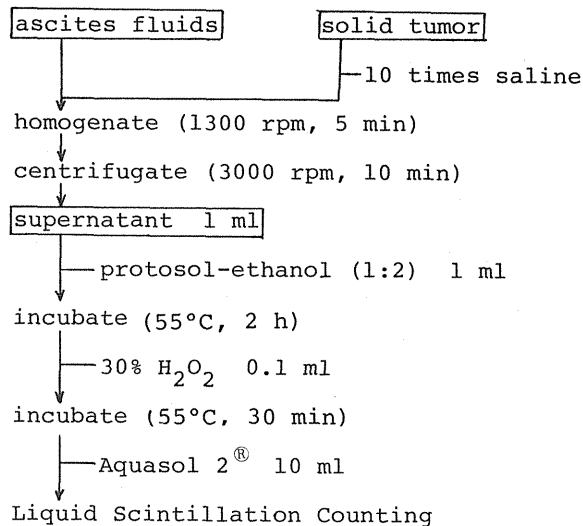 ascites fluids
solid tumor
10 times saline
homogenate (1300 rpm, 5 min)
centrifugate (3000 rpm, 10 min)
supernatant 1 ml
protosol-ethanol (1:2) 1 ml
incubate (55°C, 2 h)
30% H₂O₂ 0.1 ml
incubate (55°C, 30 min)
Aquasol 2® 10 ml
Liquid Scintillation Counting